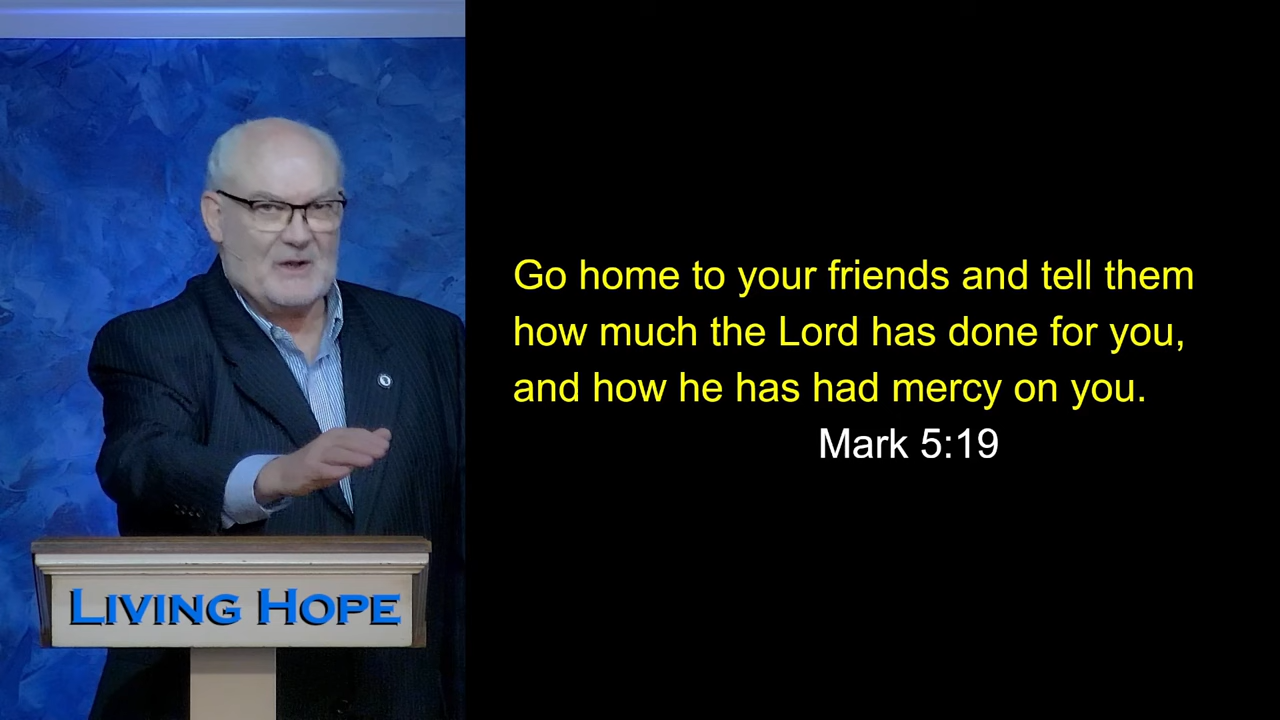 Go home to your friends and tell them
how much the Lord has done for you,
and how he has had mercy on you.
Mark 5:19
LIVING HOPE